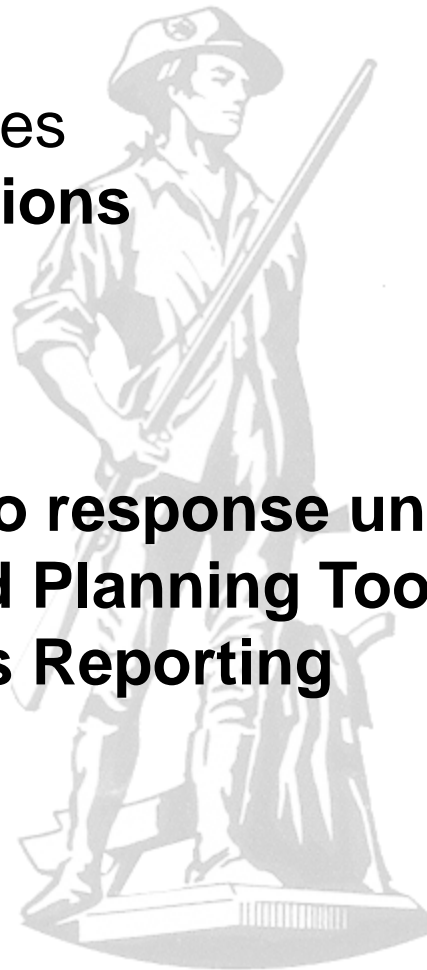 es
ions
o response un
d Planning Too
s Reporting